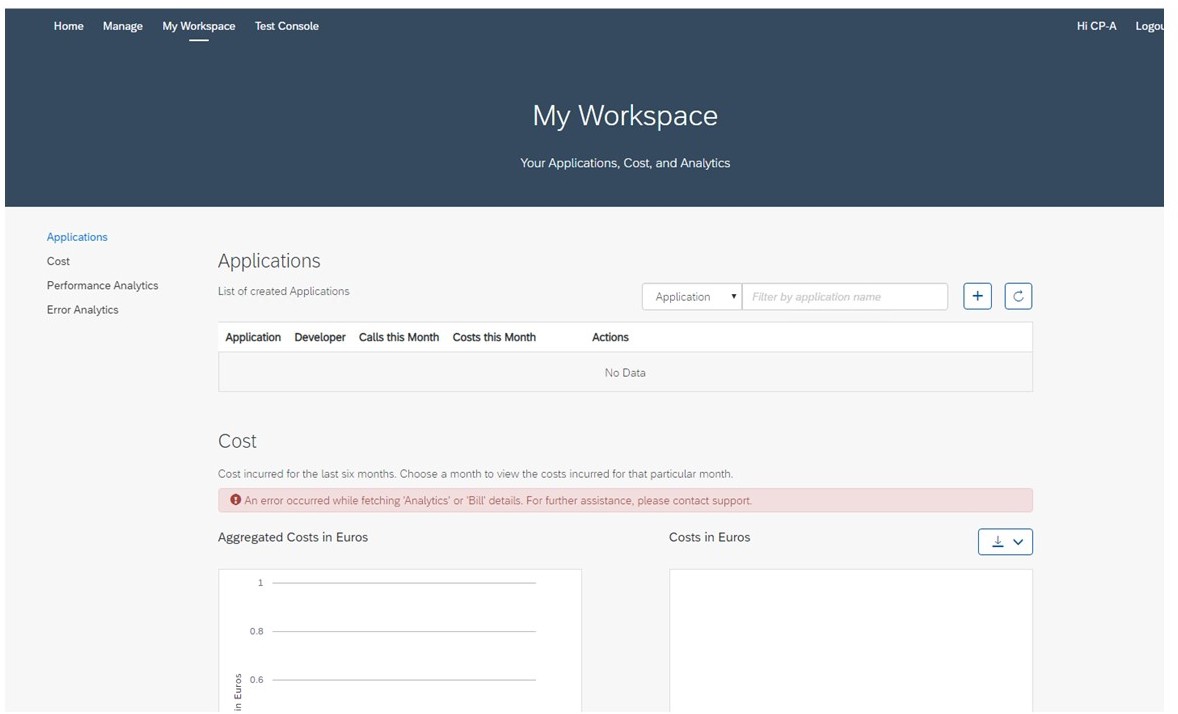 Home Manage My Workspace Test Console Hi CP-A Logou
My Workspace
Your Applications, Cost, and Analytics
Applications
Cost
Performance Analytics
Error Analytics
Applications
List of created Applications
Application Filter by application name
Application Developer Calls this Month Costs this Month Actions
No Data
Cost
Cost incurred for the last six months. Choose a month to view the costs incurred for that particular month.
An error occurred while fetching 'Analytics' or 'Bill' details. For further assistance, please contact support.
Aggregated Costs in Euros Costs in Euros
1
0.8
0.6
in Euros